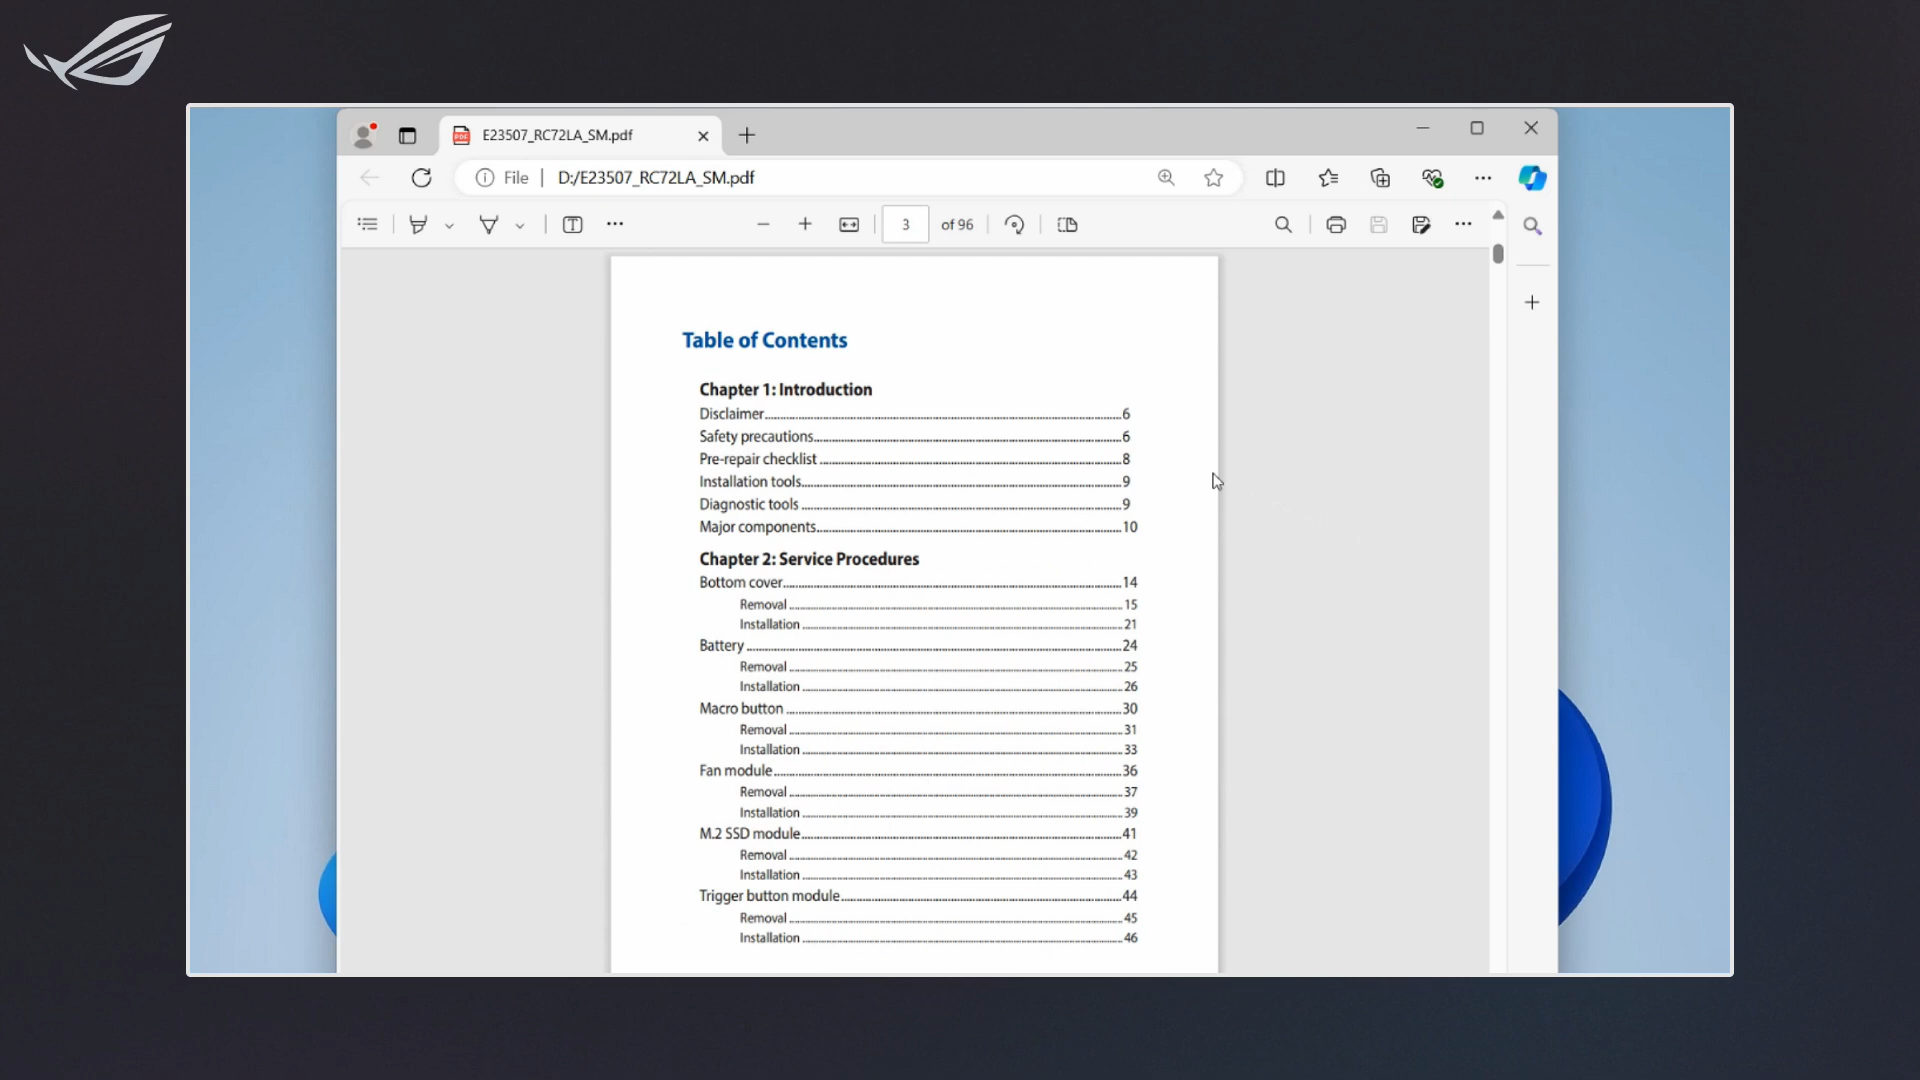 E23507_RC72LA_SM.pdf
File | D:/E23507_RC72LA_SM.pdf
3 of 96
Table of Contents
Chapter 1: Introduction
Disclaimer 6
Safety precautions 6
Pre-repair checklist 8
Installation tools 9
Diagnostic tools 9
Major components 10
Chapter 2: Service Procedures
Bottom cover 14
Removal 15
Installation 21
Battery 24
Removal 25
Installation 26
Macro button 30
Removal 31
Installation 33
Fan module 36
Removal 37
Installation 39
M.2 SSD module 41
Removal 42
Installation 43
Trigger button module 44
Removal 45
Installation 46